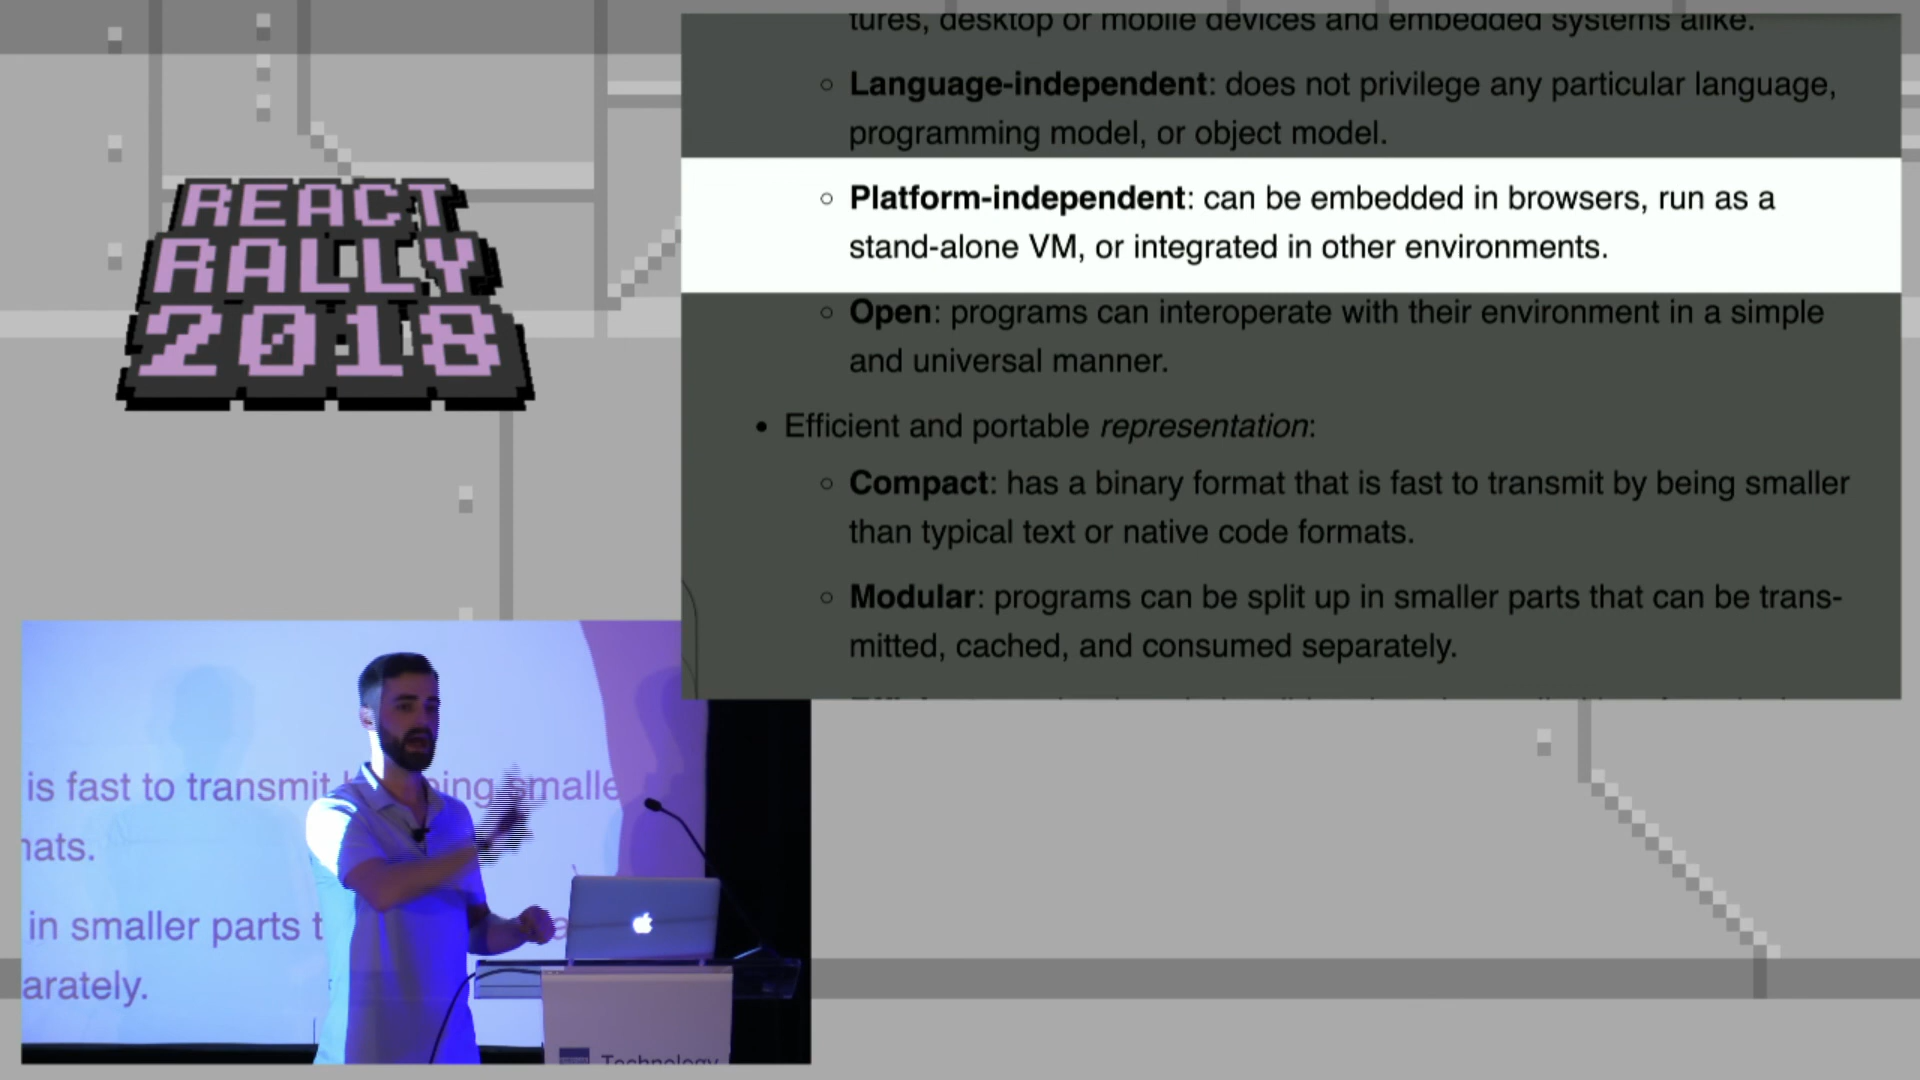 REACT
RALLY
2018
tures, desktop or mobile devices and embedded systems alike.
Language-independent: does not privilege any particular language,
programming model, or object model.
Platform-independent: can be embedded in browsers, run as a
stand-alone VM, or integrated in other environments.
Open: programs can interoperate with their environment in a simple
and universal manner.
• Efficient and portable representation:
Compact: has a binary format that is fast to transmit by being smaller
than typical text or native code formats.
Modular: programs can be split up in smaller parts that can be trans-
mitted, cached, and consumed separately.
is fast to transmit smalle
ats.
in smaller parts t
arately.
Technology